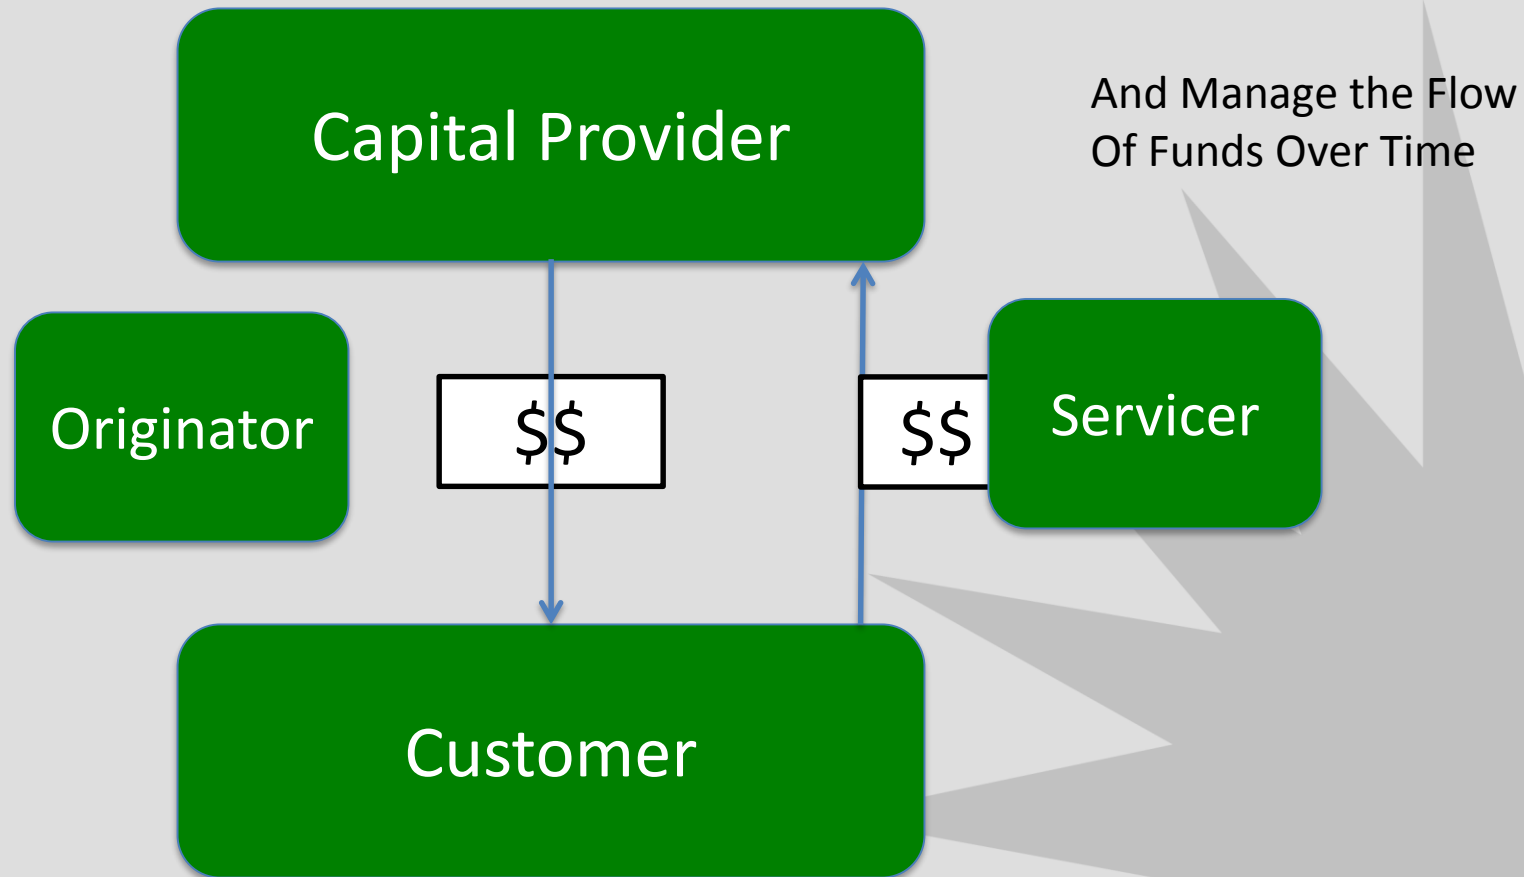 Capital Provider
And Manage the Flow
Of Funds Over Time
Originator
$$
$$
Servicer
Customer